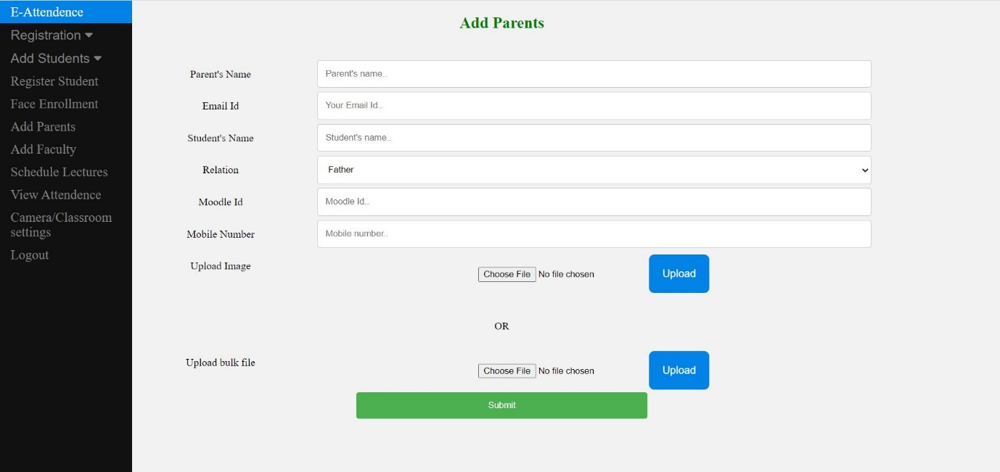 E-Attendence
Registration
Add Students
Register Student
Face Enrollment
Add Parents
Add Faculty
Schedule Lectures
View Attendence
Camera/Classroom
settings
Logout
Add Parents
Parent's Name
Parent's name..
Email Id
Your Email Id..
Student's Name
Student's name..
Relation
Father
Moodle Id
Moodle Id..
Mobile Number
Mobile number..
Upload Image
Choose File No file chosen
Upload
OR
Upload bulk file
Choose File No file chosen
Upload
Submit